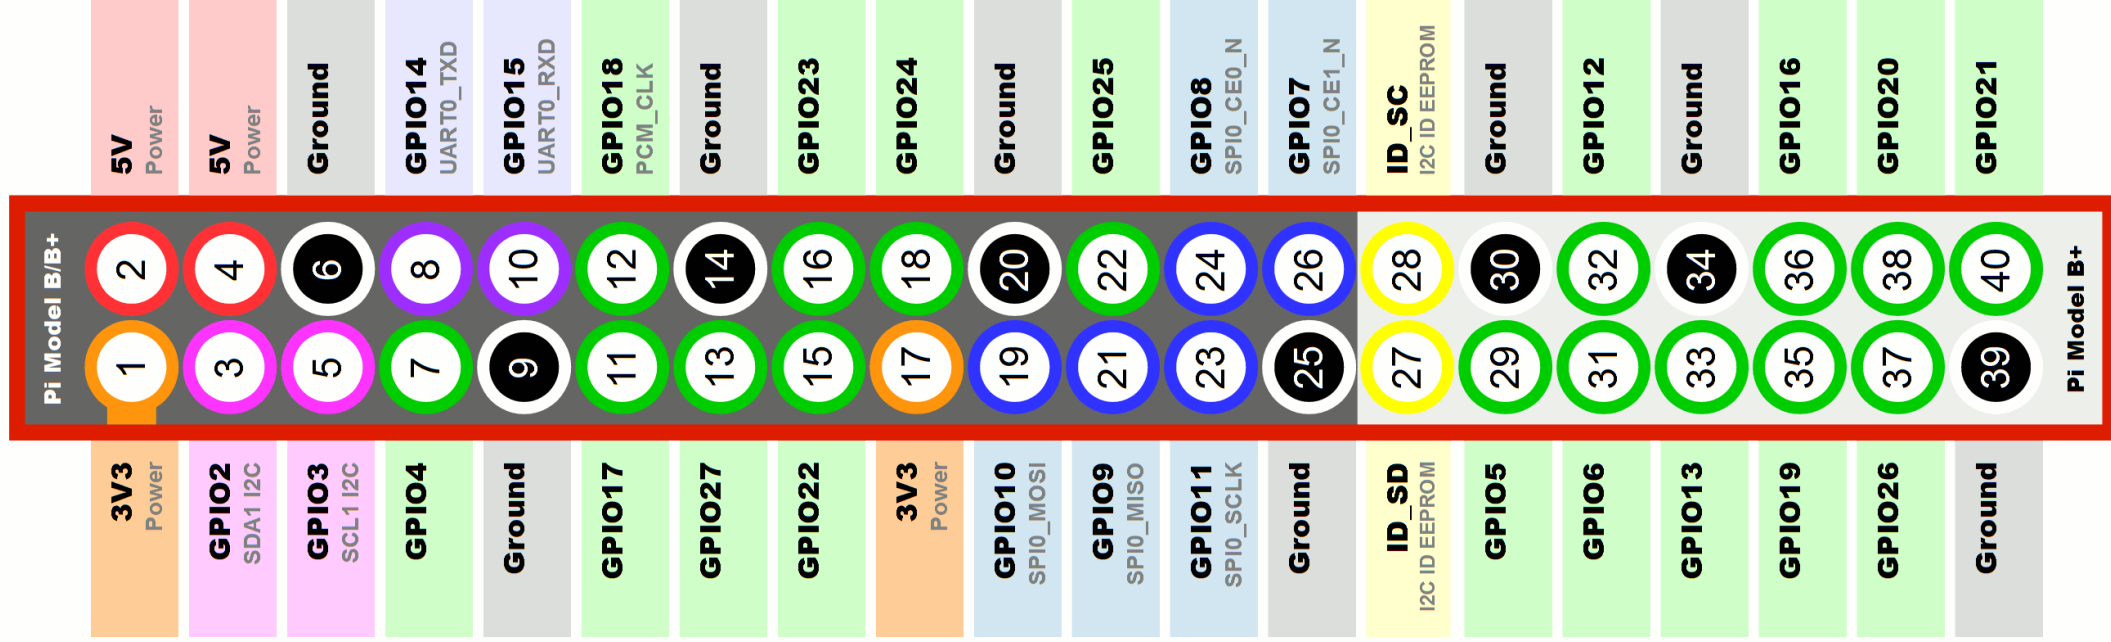 5V
Power
5V
Power
Ground
GPIO14
UART0_TXD
GPIO15
UART0_RXD
GPIO18
PCM_CLK
Ground
GPIO23
GPIO24
Ground
GPIO25
GPIO8
SPI0_CE0_N
GPIO7
SPI0_CE1_N
ID_SC
I2C ID EEPROM
Ground
GPIO12
Ground
GPIO16
GPIO20
GPIO21
Pi Model B/B+
2
4
6
8
10
12
14
16
18
20
22
24
26
28
30
32
34
36
38
40
1
3
5
7
9
11
13
15
17
19
21
23
25
27
29
31
33
35
37
39
Pi Model B+
3V3
Power
GPIO2
SDA1 I2C
GPIO3
SCL1 I2C
GPIO4
Ground
GPIO17
GPIO27
GPIO22
3V3
Power
GPIO10
SPI0_MOSI
GPIO9
SPI0_MISO
GPIO11
SPI0_SCLK
Ground
ID_SD
I2C ID EEPROM
GPIO5
GPIO6
GPIO13
GPIO19
GPIO26
Ground